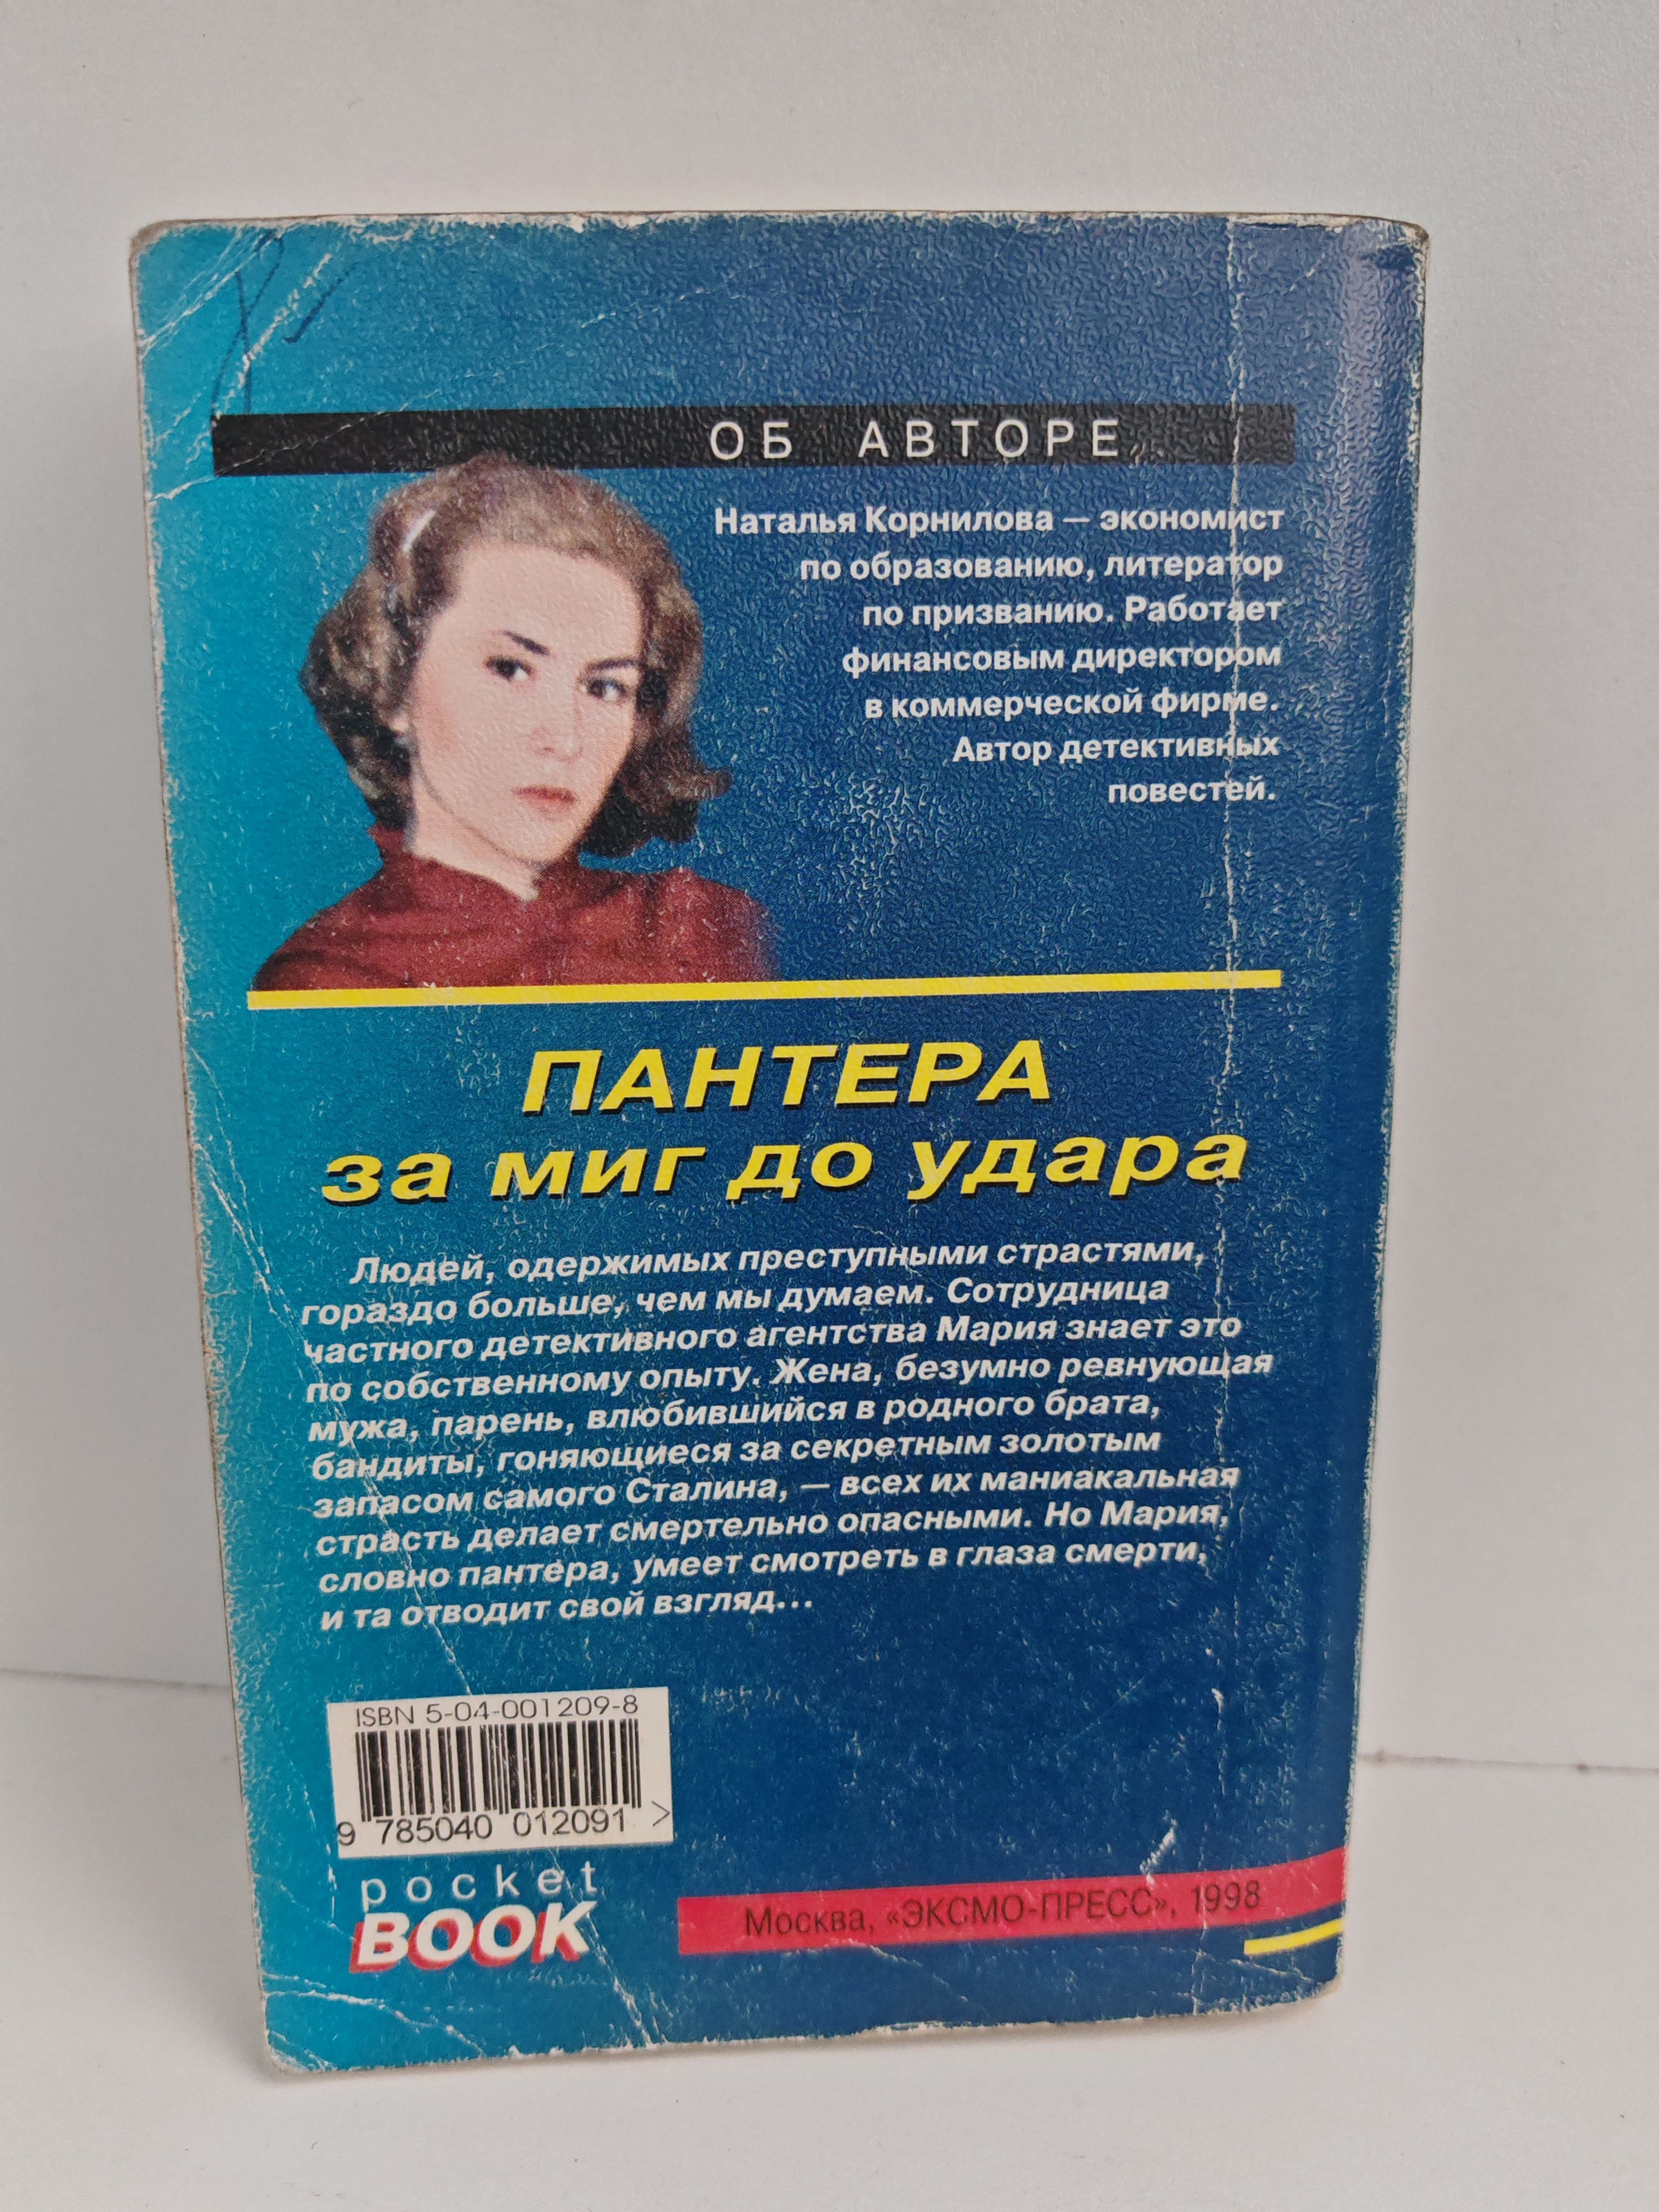 ОБ АВТОРЕ
Наталья Корнилова — экономист
по образованию, литератор
по призванию. Работает
финансовым директором
в коммерческой фирме.
Автор детективных
повестей.
ПАНТЕРА
за миг до удара
Людей, одержимых преступными страстями,
гораздо больше, чем мы думаем. Сотрудница
частного детективного агентства Мария знает это
по собственному опыту. Жена, безумно ревнующая
мужа, парень, влюбившийся в родного брата,
бандиты, гоняющиеся за секретным золотым
запасом самого Сталина, — всех их маниакальная
страсть делает смертельно опасными. Но Мария,
словно пантера, умеет смотреть в глаза смерти,
и та отводит свой взгляд...
ISBN 5-04-001209-8
9 785040 012091 >
pocket
BOOK
Москва, «ЭКСМО-ПРЕСС», 1998